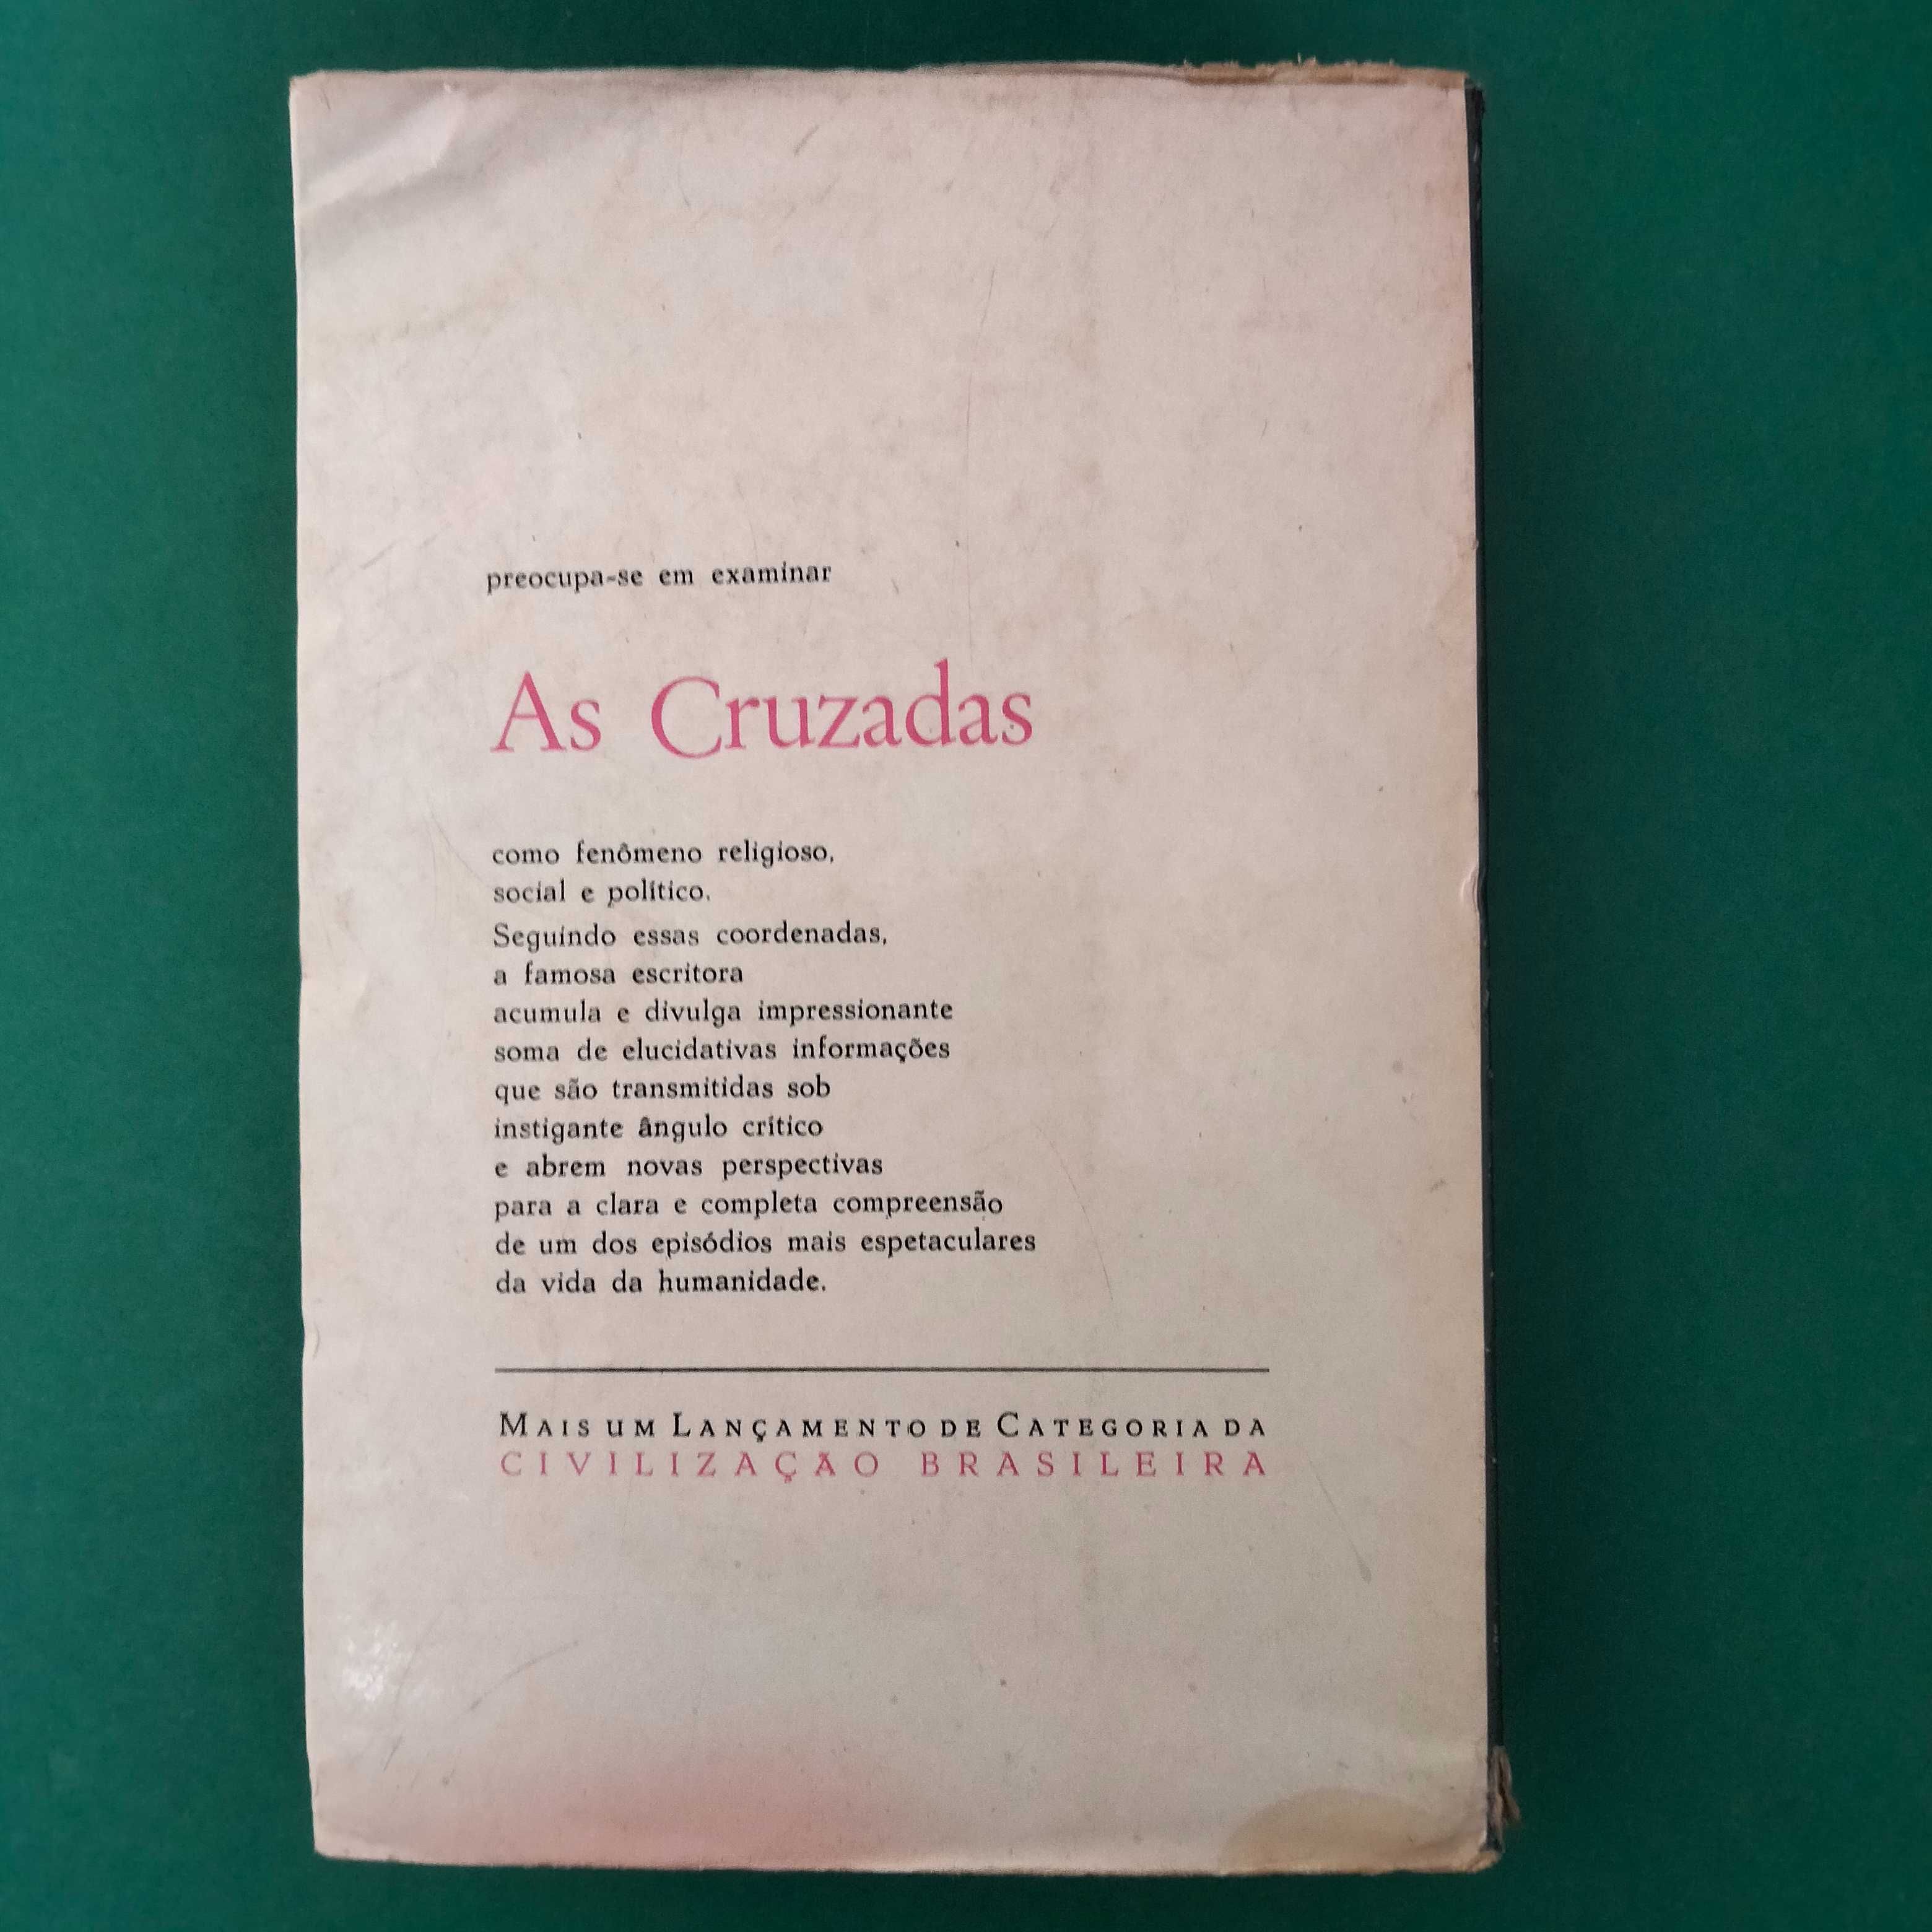 preocupa-se em examinar
As Cruzadas
como fenômeno religioso,
social e político.
Seguindo essas coordenadas,
a famosa escritora
acumula e divulga impressionante
soma de elucidativas informações
que são transmitidas sob
instigante ângulo crítico
e abrem novas perspectivas
para a clara e completa compreensão
de um dos episódios mais espetaculares
da vida da humanidade.
MAIS UM LANÇAMENTO DE CATEGORIA DA
CIVILIZAÇÃO BRASILEIRA